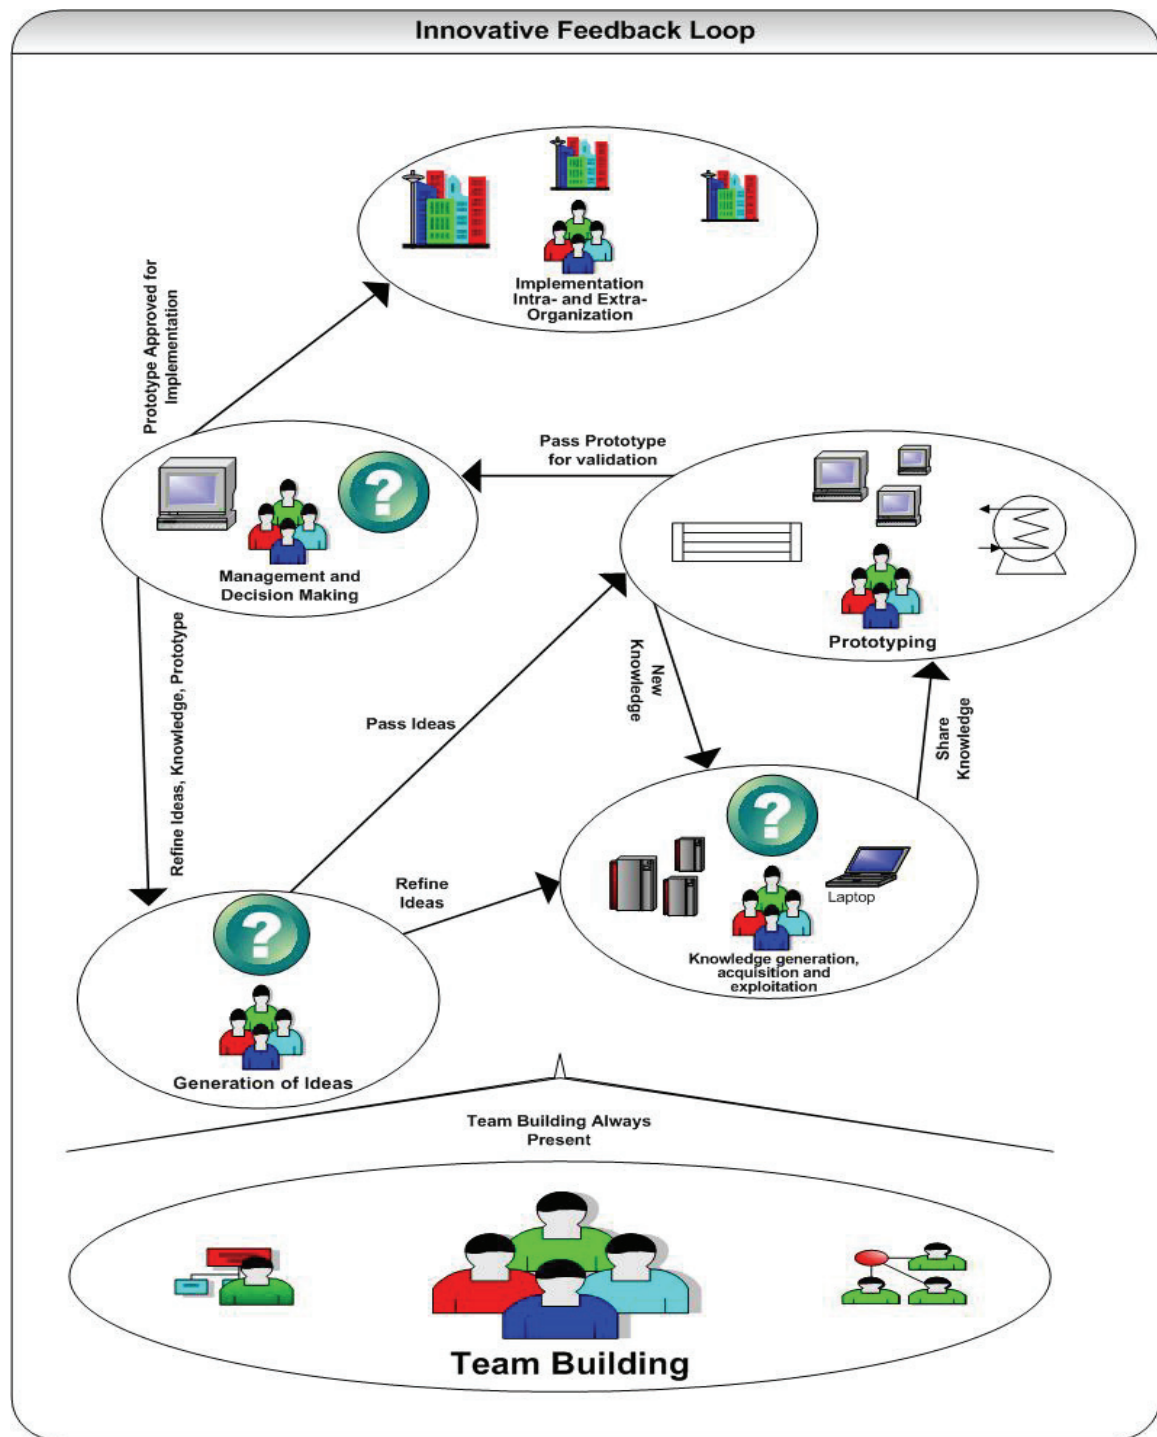 Innovative Feedback Loop
Implementation
Intra- and Extra-
Organization
Prototype Approved for
Implementation
Pass Prototype
for validation
Management and
Decision Making
Prototyping
Refine Ideas, Knowledge, Prototype
Pass Ideas
New
Knowledge
Share
Knowledge
Refine
Ideas
Laptop
Knowledge generation,
acquisition and
exploitation
Generation of Ideas
Team Building Always
Present
Team Building